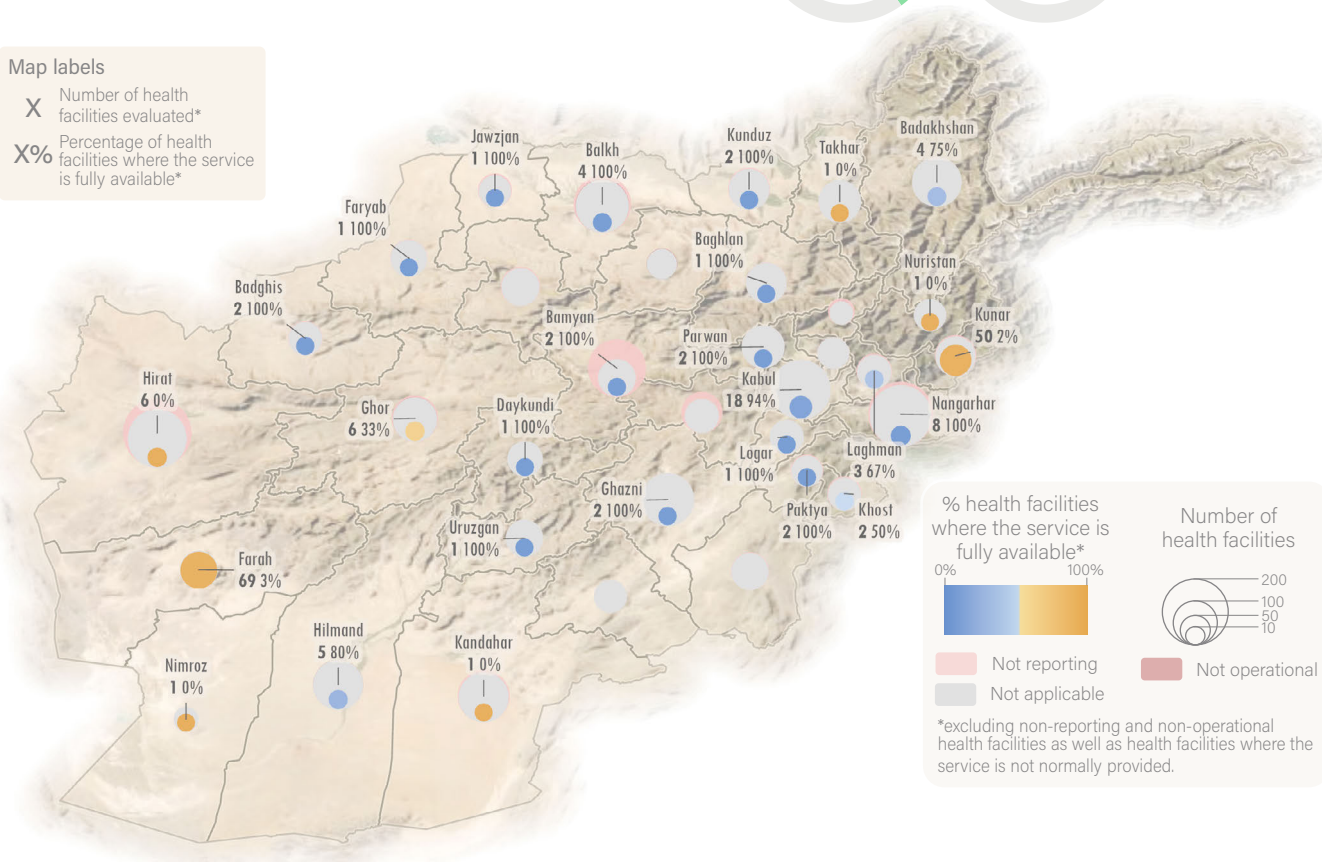 Map labels
X Number of health
facilities evaluated*
X% Percentage of health
facilities where the service
is fully available*
Jawzjan
1 100%
Balkh
4 100%
Kunduz
2 100%
Takhar
1 0%
Badakhshan
4 75%
Faryab
1 100%
Baghlan
1 100%
Nuristan
1 0%
Badghis
2 100%
Bamyan
2 100%
Parwan
2 100%
Kunar
50 2%
Hirat
6 0%
Ghor
6 33%
Daykundi
1 100%
Kabul
18 94%
Nangarhar
8 100%
Logar
1 100%
Laghman
3 67%
Ghazni
2 100%
Paktya
2 100%
Khost
2 50%
Uruzgan
1 100%
Farah
69 3%
Hilmand
5 80%
Kandahar
1 0%
Nimroz
1 0%
% health facilities
where the service is
fully available*
0% 100%
Number of
health facilities
200
100
50
10
Not reporting
Not operational
Not applicable
*excluding non-reporting and non-operational
health facilities as well as health facilities where the
service is not normally provided.